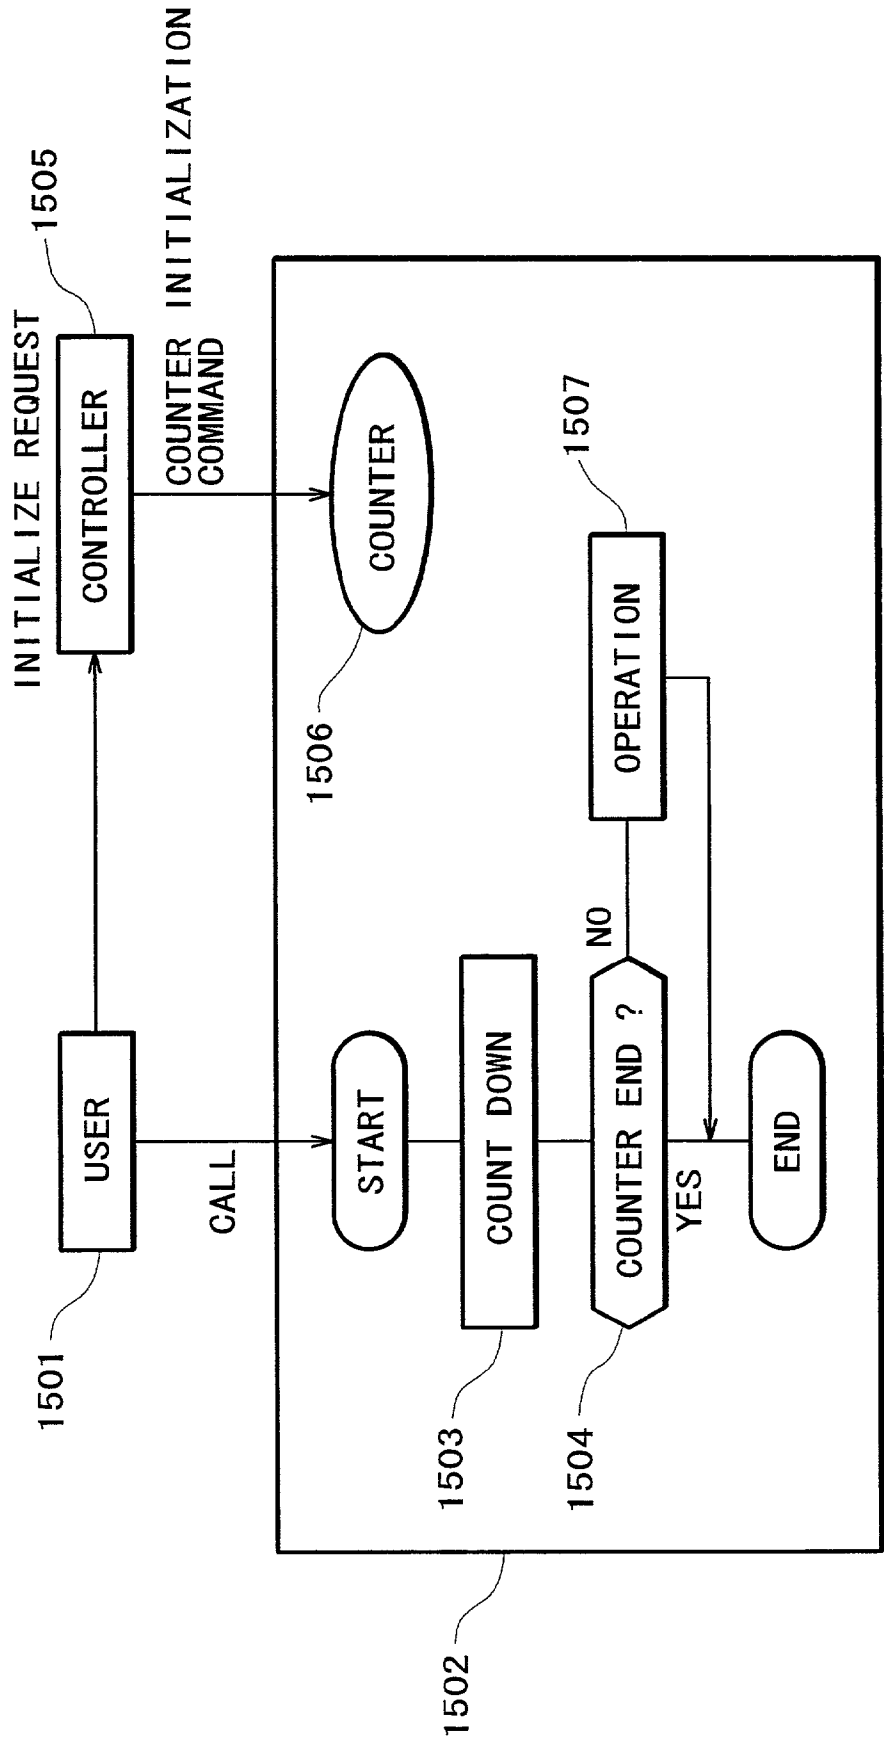 INITIALIZE REQUEST
1505
CONTROLLER
USER
1501
COUNTER INITIALIZATION
COMMAND
CALL
COUNTER
1506
START
1503
COUNT DOWN
1507
OPERATION
NO
COUNTER END ?
1504
YES
END
1502